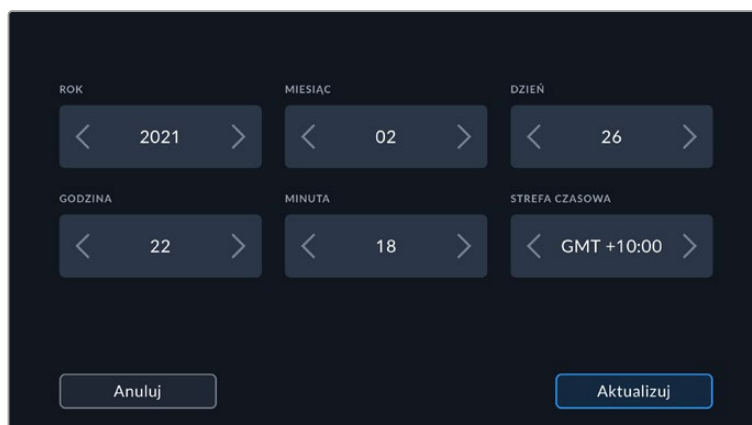 ROK MIESIĄC DZIEŃ
2021 02 26
GODZINA MINUTA STREFA CZASOWA
22 18 GMT +10:00
Anuluj Aktualizuj